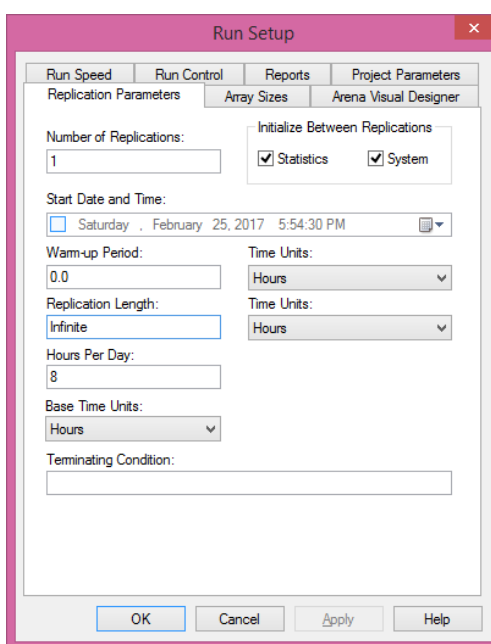 Run Setup
Run Speed Run Control Reports Project Parameters
Replication Parameters Array Sizes Arena Visual Designer
Number of Replications:
1
Initialize Between Replications
Statistics System
Start Date and Time:
Saturday , February 25, 2017 5:54:30 PM
Warm-up Period: Time Units:
0.0 Hours
Replication Length: Time Units:
Infinite Hours
Hours Per Day:
8
Base Time Units:
Hours
Terminating Condition:
OK Cancel Apply Help